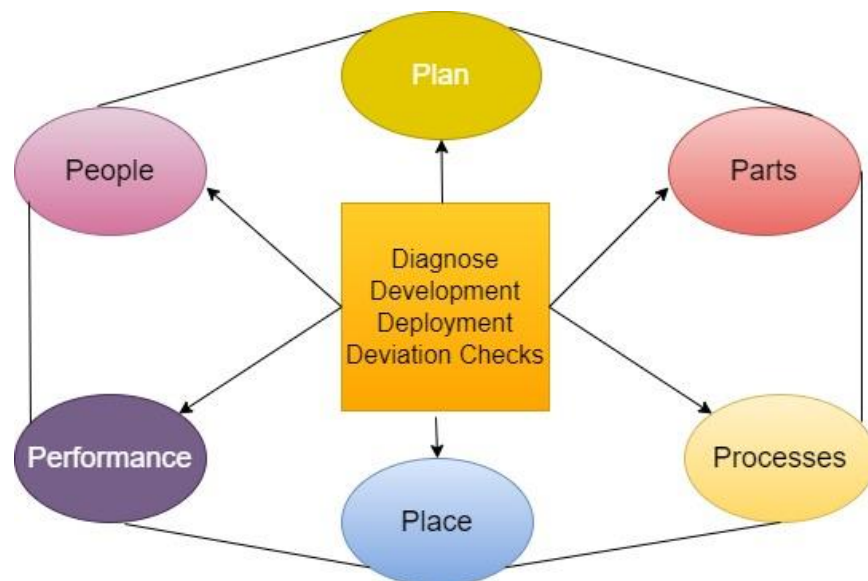 Plan
People
Parts
Diagnose
Development
Deployment
Deviation Checks
Performance
Processes
Place